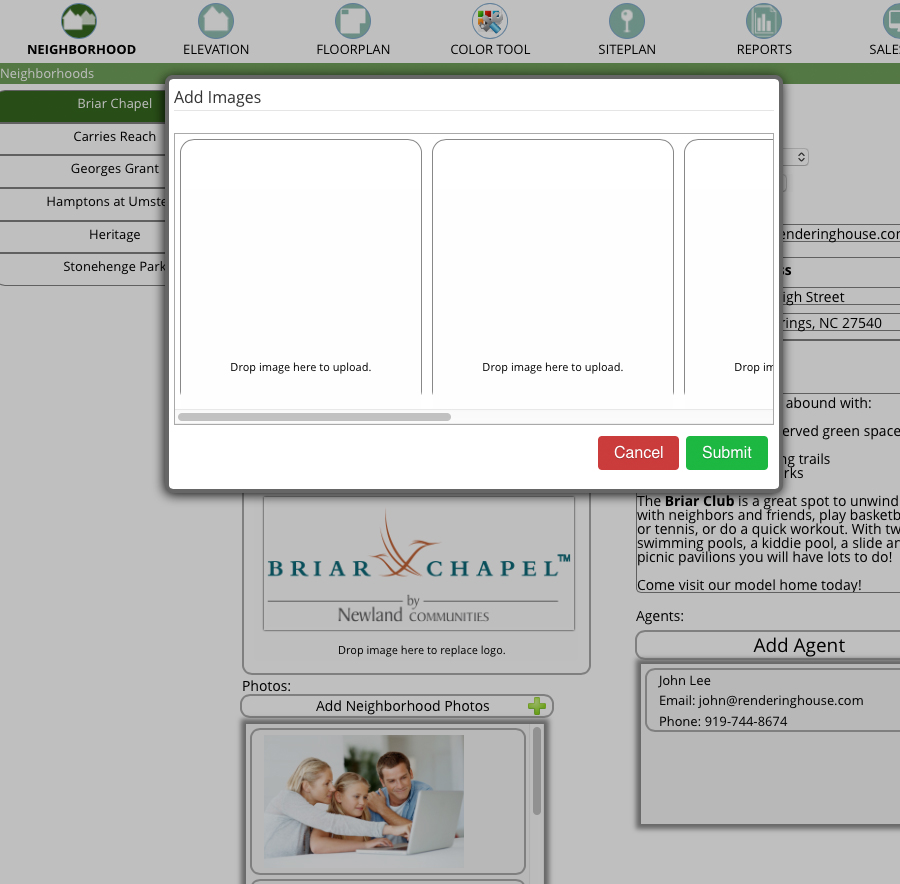 NEIGHBORHOOD
ELEVATION
FLOORPLAN
COLOR TOOL
SITEPLAN
REPORTS
SALES
Neighborhoods
Briar Chapel
Carries Reach
Georges Grant
Hamptons at Umste
Heritage
Stonehenge Park
Add Images
Drop image here to upload.
Drop image here to upload.
Drop im
Cancel
Submit
enderinghouse.cor
ss
igh Street
rings, NC 27540
abound with:
erved green space
ng trails
rks
The Briar Club is a great spot to unwind
with neighbors and friends, play basketb
or tennis, or do a quick workout. With tw
swimming pools, a kiddie pool, a slide an
picnic pavilions you will have lots to do!
Come visit our model home today!
BRIAR CHAPEL™
by
Newland COMMUNITIES
Drop image here to replace logo.
Photos:
Add Neighborhood Photos
Agents:
Add Agent
John Lee
Email: john@renderinghouse.com
Phone: 919-744-8674